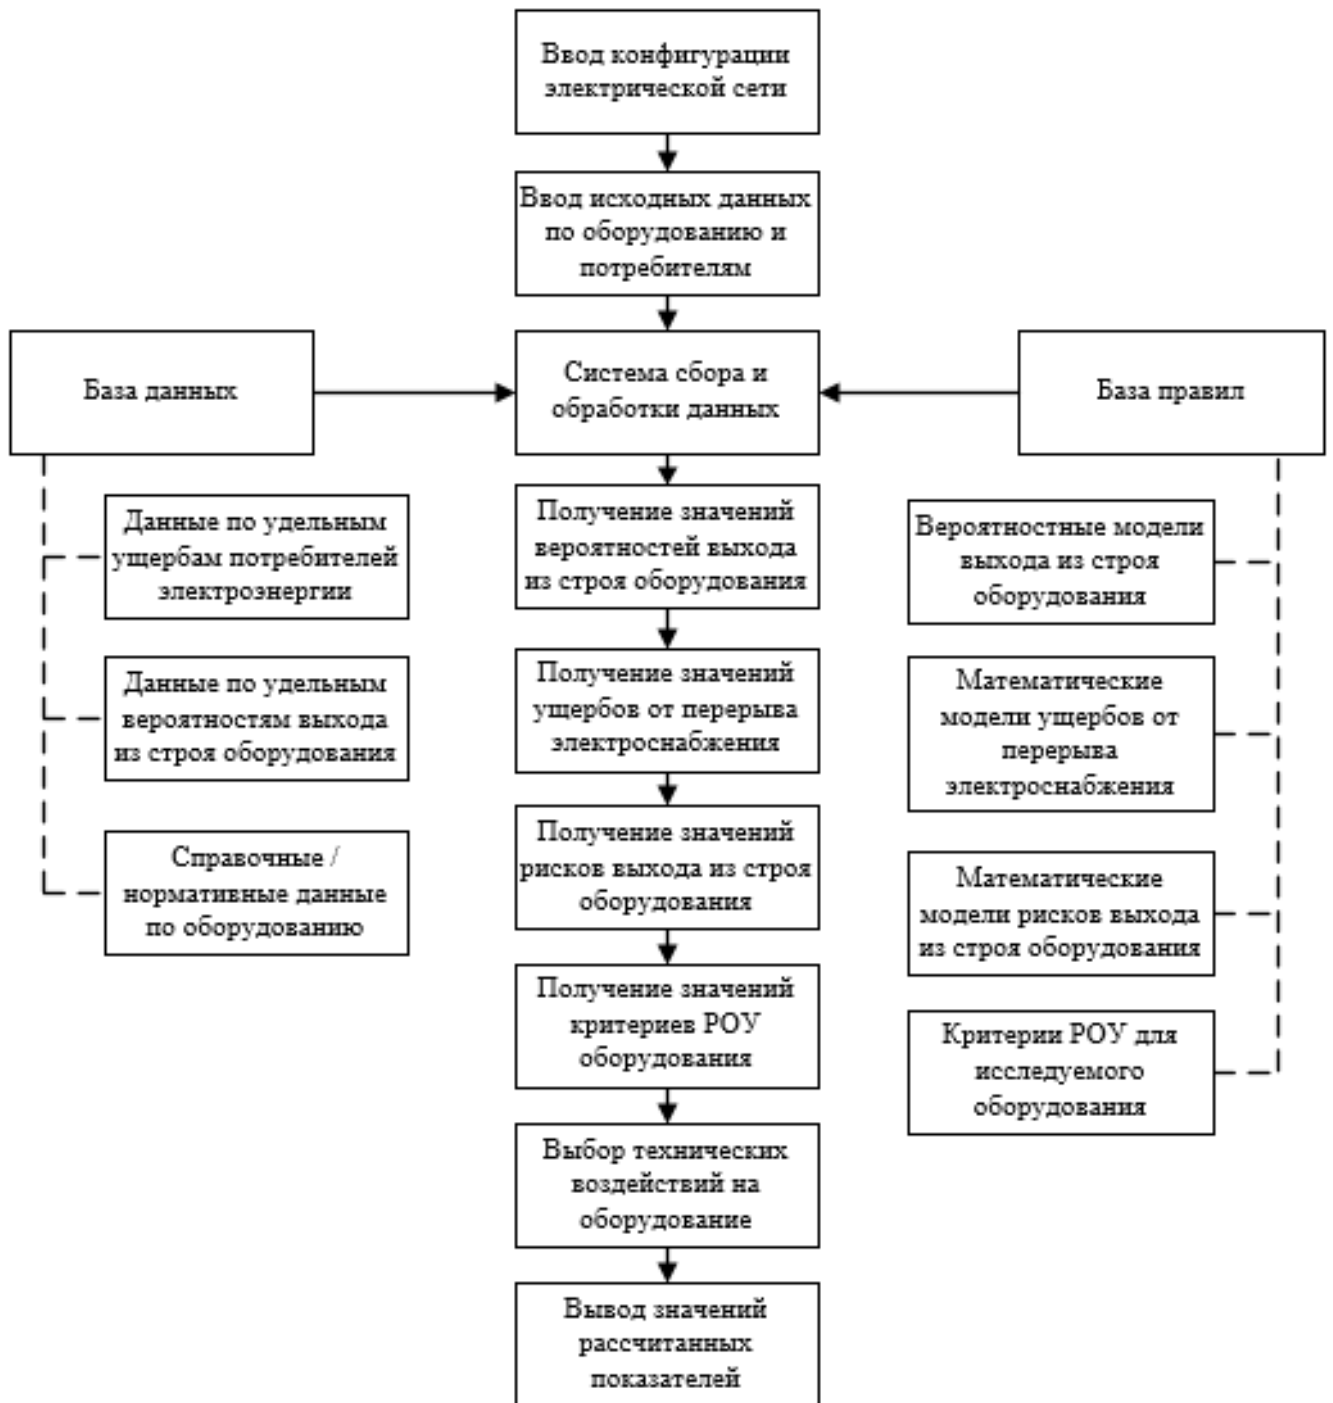 Ввод конфигурации
электрической сети
Ввод исходных данных
по оборудованию и
потребителям
База данных
Система сбора и
обработки данных
База правил
Данные по удельным
ущербам потребителей
электроэнергии
Данные по удельным
вероятностям выхода
из строя оборудования
Справочные /
нормативные данные
по оборудованию
Получение значений
вероятностей выхода
из строя оборудования
Получение значений
ущербов от перерыва
электроснабжения
Получение значений
рисков выхода из строя
оборудования
Получение значений
критериев РОУ
оборудования
Выбор технических
воздействий на
оборудование
Вывод значений
рассчитанных
показателей
Вероятностные модели
выхода из строя
оборудования
Математические
модели ущербов от
перерыва
электроснабжения
Математические
модели рисков выхода
из строя оборудования
Критерии РОУ для
исследуемого
оборудования